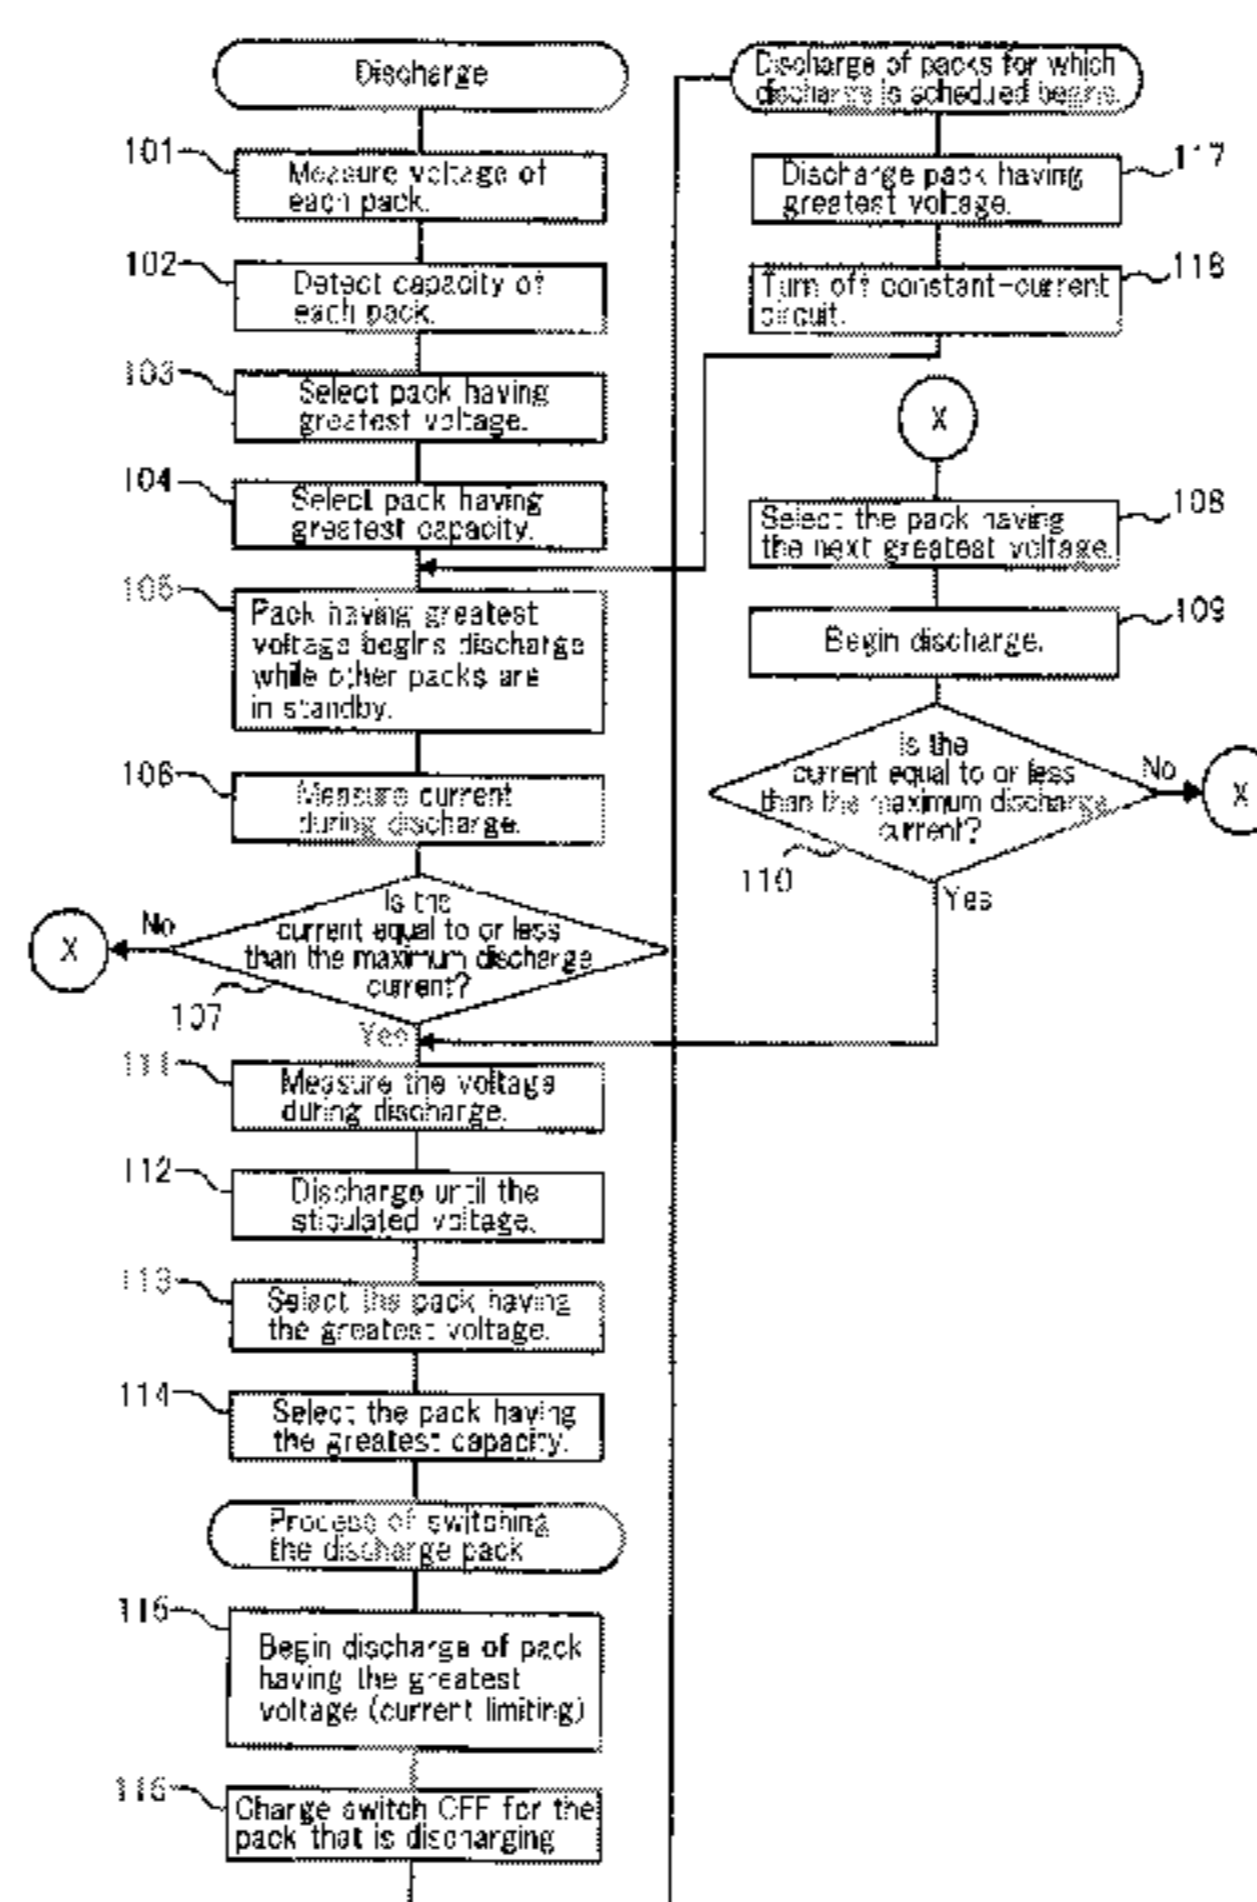 Discharge
101
Measure voltage of
each pack.
102
Detect capacity of
each pack.
103
Select pack having
greatest voltage.
104
Select pack having
greatest capacity.
105
Pack having greatest
voltage begins discharge
while other packs are
in standby.
106
Measure current
during discharge.
Is the
current equal to or less
than the maximum discharge
current?
No
X
107
Yes
111
Measure the voltage
during discharge.
112
Discharge until the
stipulated voltage.
113
Select the pack having
the greatest voltage.
114
Select the pack having
the greatest capacity.
Process of switching
the discharge pack
115
Begin discharge of pack
having the greatest
voltage (current limiting)
116
Charge switch OFF for the
pack that is discharging
Discharge of packs for which
discharge is scheduled begins.
117
Discharge pack having
greatest voltage.
118
Turn off constant-current
circuit.
X
108
Select the pack having
the next greatest voltage.
109
Begin discharge.
Is the
current equal to or less
than the maximum discharge
current?
No
X
110
Yes